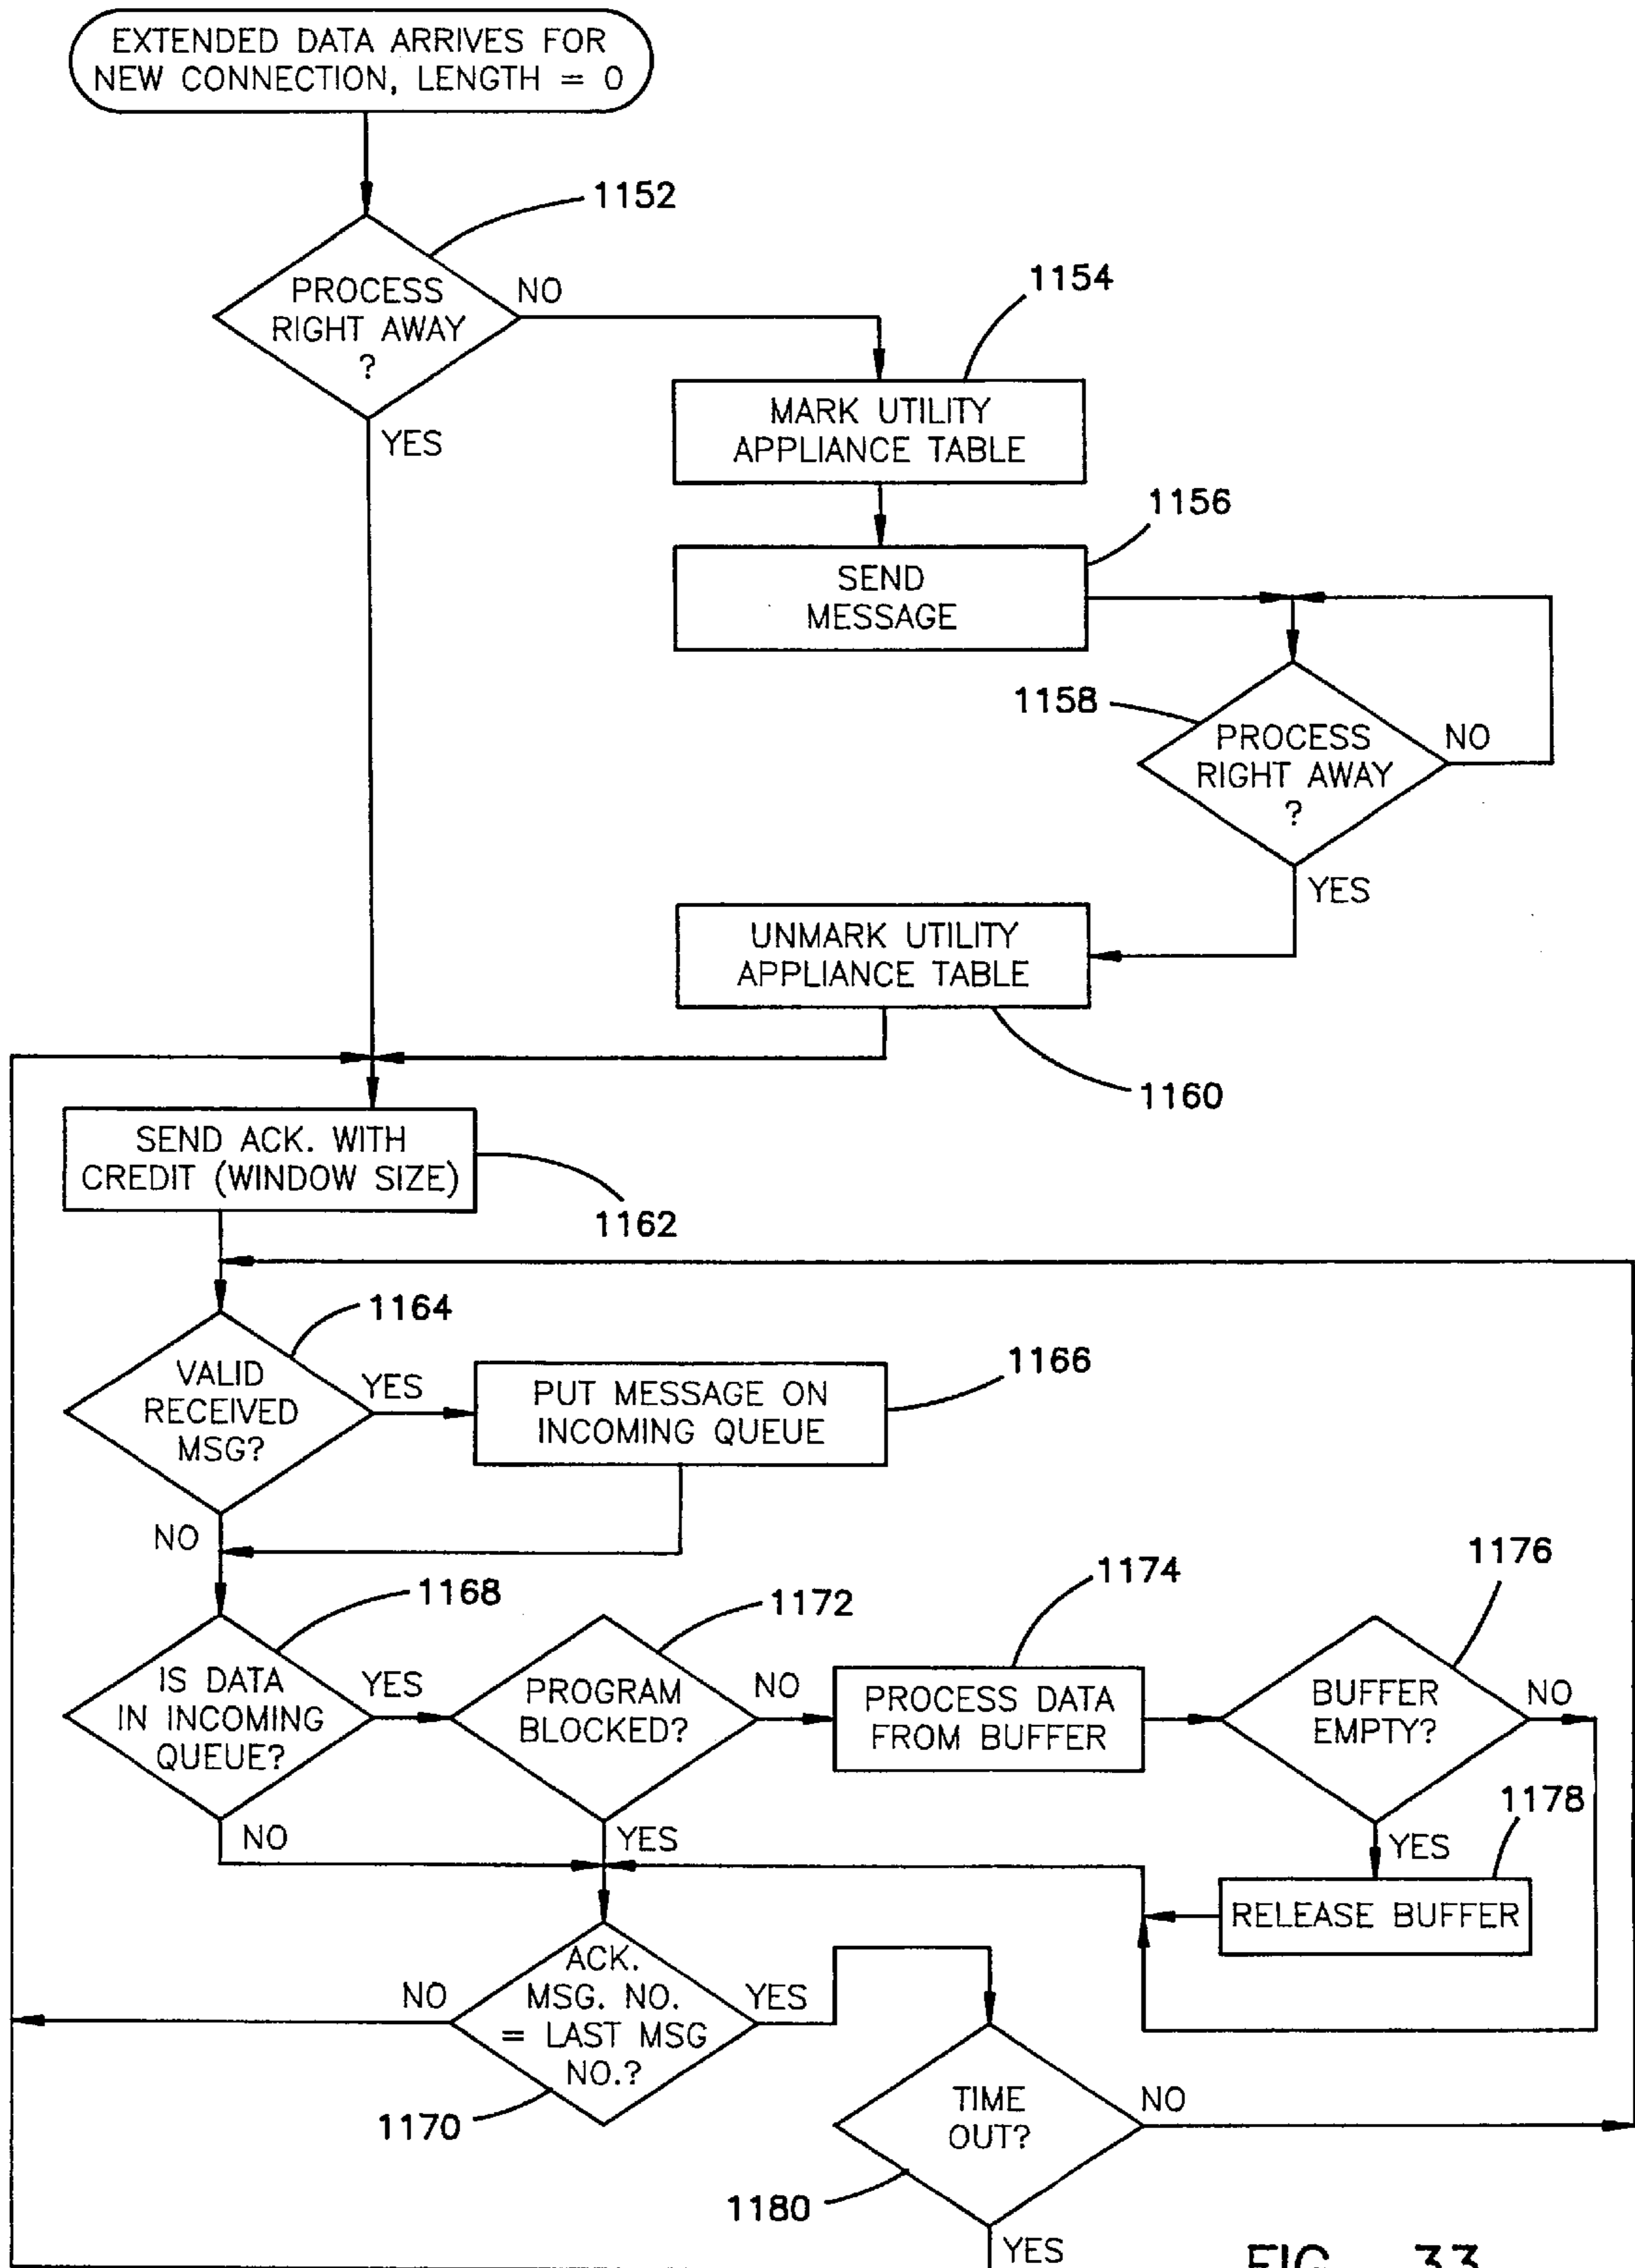 EXTENDED DATA ARRIVES FOR
NEW CONNECTION, LENGTH = 0
1152
PROCESS
RIGHT AWAY
?
NO
YES
1154
MARK UTILITY
APPLIANCE TABLE
1156
SEND
MESSAGE
1158
PROCESS
RIGHT AWAY
?
NO
YES
UNMARK UTILITY
APPLIANCE TABLE
1160
SEND ACK. WITH
CREDIT (WINDOW SIZE)
1162
1164
VALID
RECEIVED
MSG?
YES
NO
1166
PUT MESSAGE ON
INCOMING QUEUE
1168
IS DATA
IN INCOMING
QUEUE?
YES
NO
1172
PROGRAM
BLOCKED?
NO
YES
1174
PROCESS DATA
FROM BUFFER
1176
BUFFER
EMPTY?
NO
YES
1178
RELEASE BUFFER
ACK.
MSG. NO.
= LAST MSG
NO.?
NO
YES
1170
TIME
OUT?
NO
1180
YES
FIG. 33